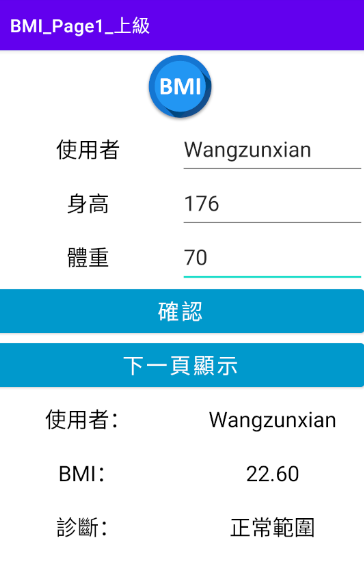 BMI_Page1_上級
BMI
使用者 Wangzunxian
身高 176
體重 70
確認
下一頁顯示
使用者： Wangzunxian
BMI： 22.60
診斷： 正常範圍